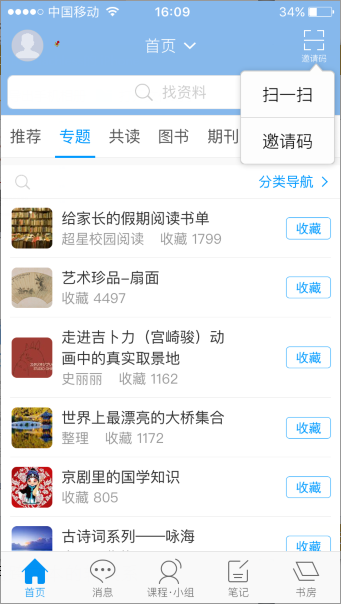 中国移动 16:09 34%
首页
邀请码
找资料
扫一扫
邀请码
推荐 专题 共读 图书 期刊
分类导航
给家长的假期阅读书单
超星校园阅读 收藏 1799
收藏
艺术珍品-扇面
收藏 4497
收藏
走进吉卜力（宫崎骏）动
画中的真实取景地
史丽丽 收藏 1162
收藏
世界上最漂亮的大桥集合
整理 收藏 1172
收藏
京剧里的国学知识
收藏 805
收藏
古诗词系列——咏海
收藏
首页 消息 课程·小组 笔记 书房